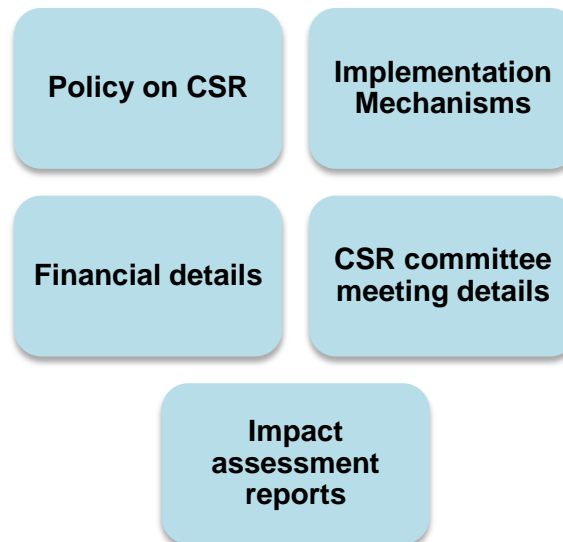 Policy on CSR
Implementation
Mechanisms
Financial details
CSR committee
meeting details
Impact
assessment
reports